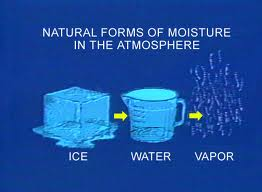 NATURAL FORMS OF MOISTURE
IN THE ATMOSPHERE
ICE
WATER
VAPOR